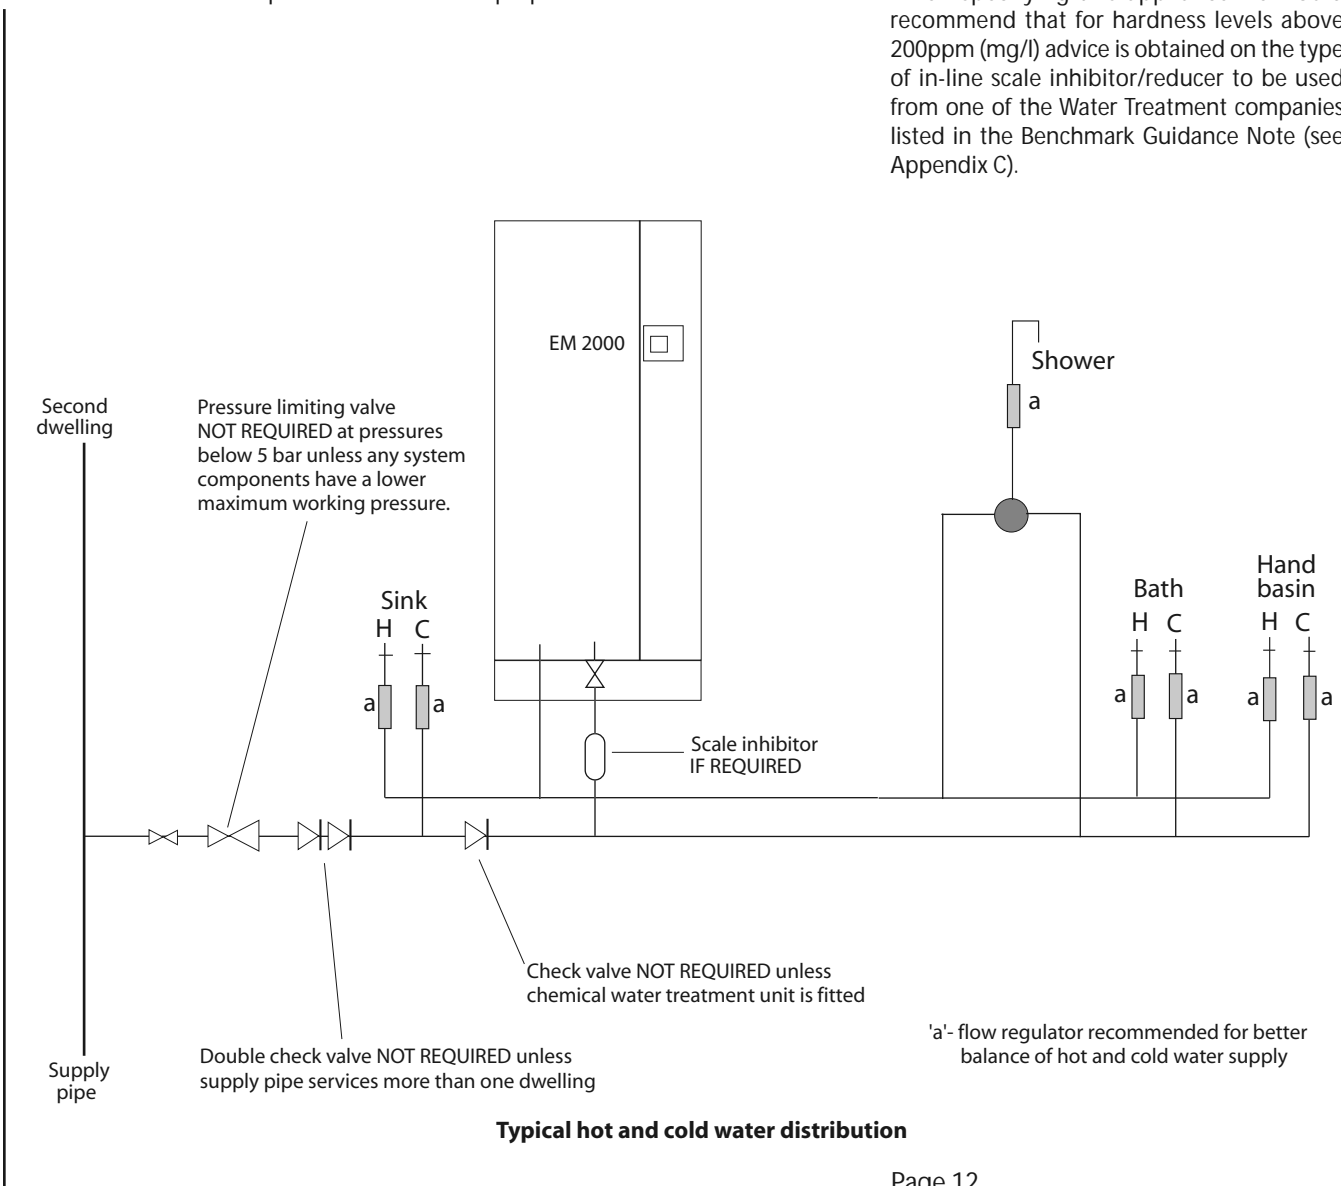 recommend that for hardness levels above
200ppm (mg/l) advice is obtained on the type
of in-line scale inhibitor/reducer to be used
from one of the Water Treatment companies
listed in the Benchmark Guidance Note (see
Appendix C).
EM 2000
Shower
a
Second
dwelling
Pressure limiting valve
NOT REQUIRED at pressures
below 5 bar unless any system
components have a lower
maximum working pressure.
Sink
H C
a a
Bath
H C
a a
Hand
basin
H C
a a
Scale inhibitor
IF REQUIRED
Check valve NOT REQUIRED unless
chemical water treatment unit is fitted
Double check valve NOT REQUIRED unless
supply pipe services more than one dwelling
'a'- flow regulator recommended for better
balance of hot and cold water supply
Supply
pipe
Typical hot and cold water distribution
Page 12